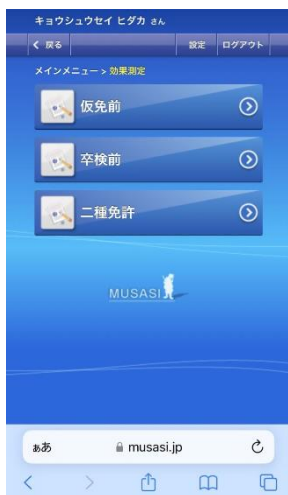 キョウシュウセイ ヒダカ さん
戻る 設定 ログアウト
メインメニュー > 効果測定
仮免前
卒検前
二種免許
MUSASI
ぁあ musasi.jp